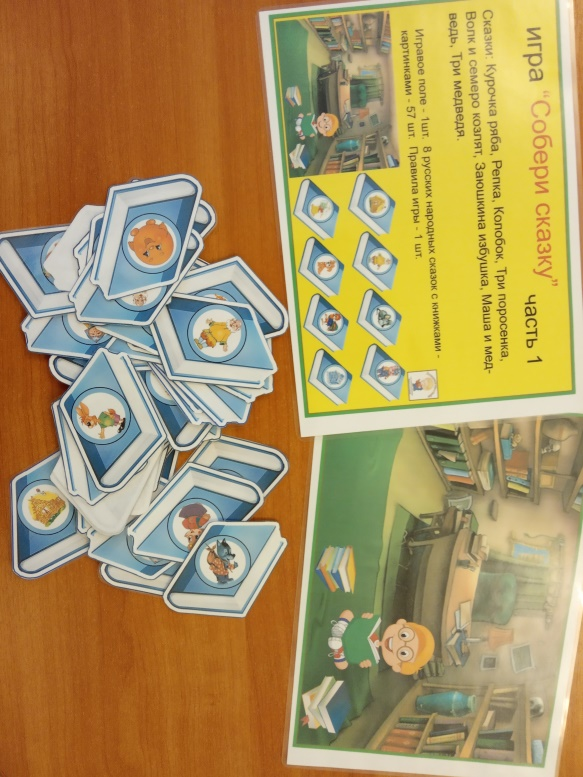 игра "Собери сказку" часть 1
Сказки: Курочка ряба, Репка, Колобок, Три поросенка,
Волк и семеро козлят, Заюшкина избушка, Маша и мед-
ведь, Три медведя.
Игравое поле - 1шт. 8 русских народных сказок с книжками -
картинками - 57 шт. Правила игры - 1 шт.